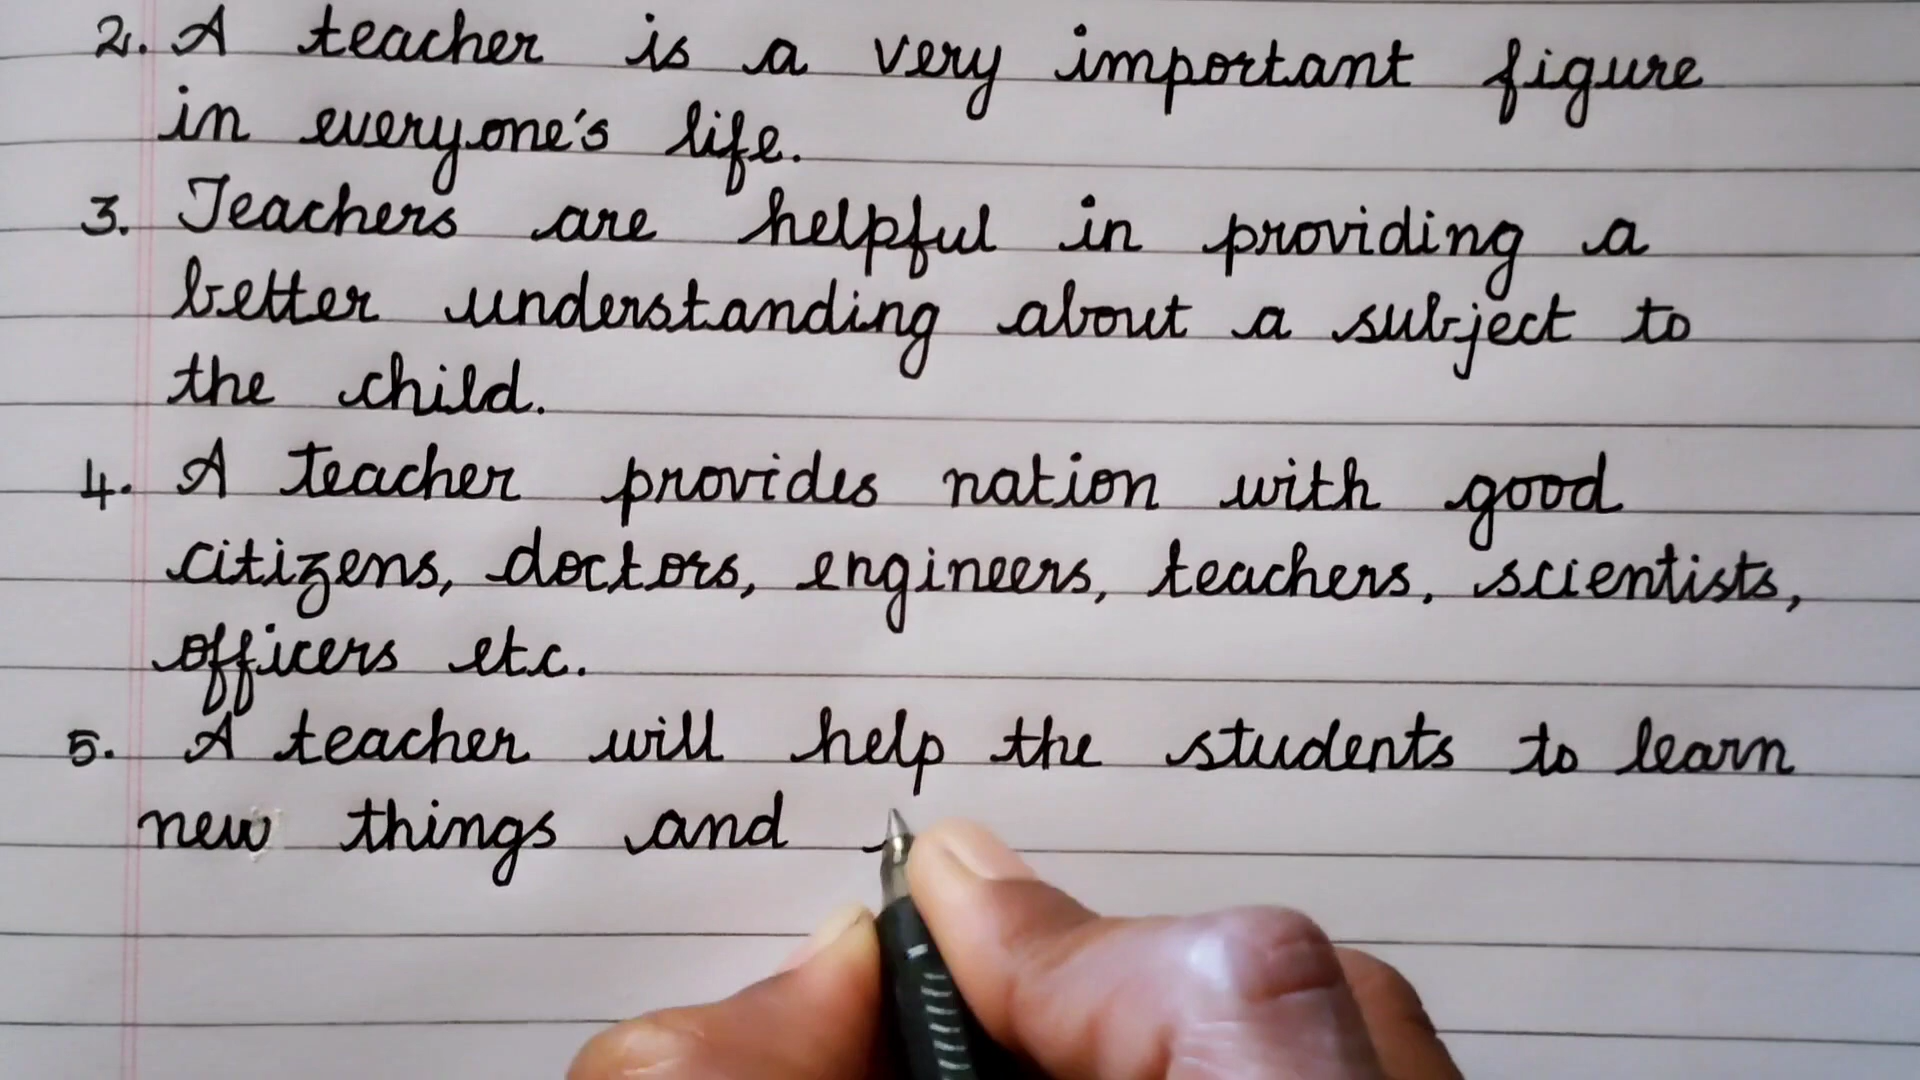 2. A teacher is a very important figure
in everyone's life.
3. Teachers are helpful in providing a
better understanding about a subject to
the child.
4. A teacher provides nation with good
citizens, doctors, engineers, teachers, scientists,
officers etc.
5. A teacher will help the students to learn
new things and